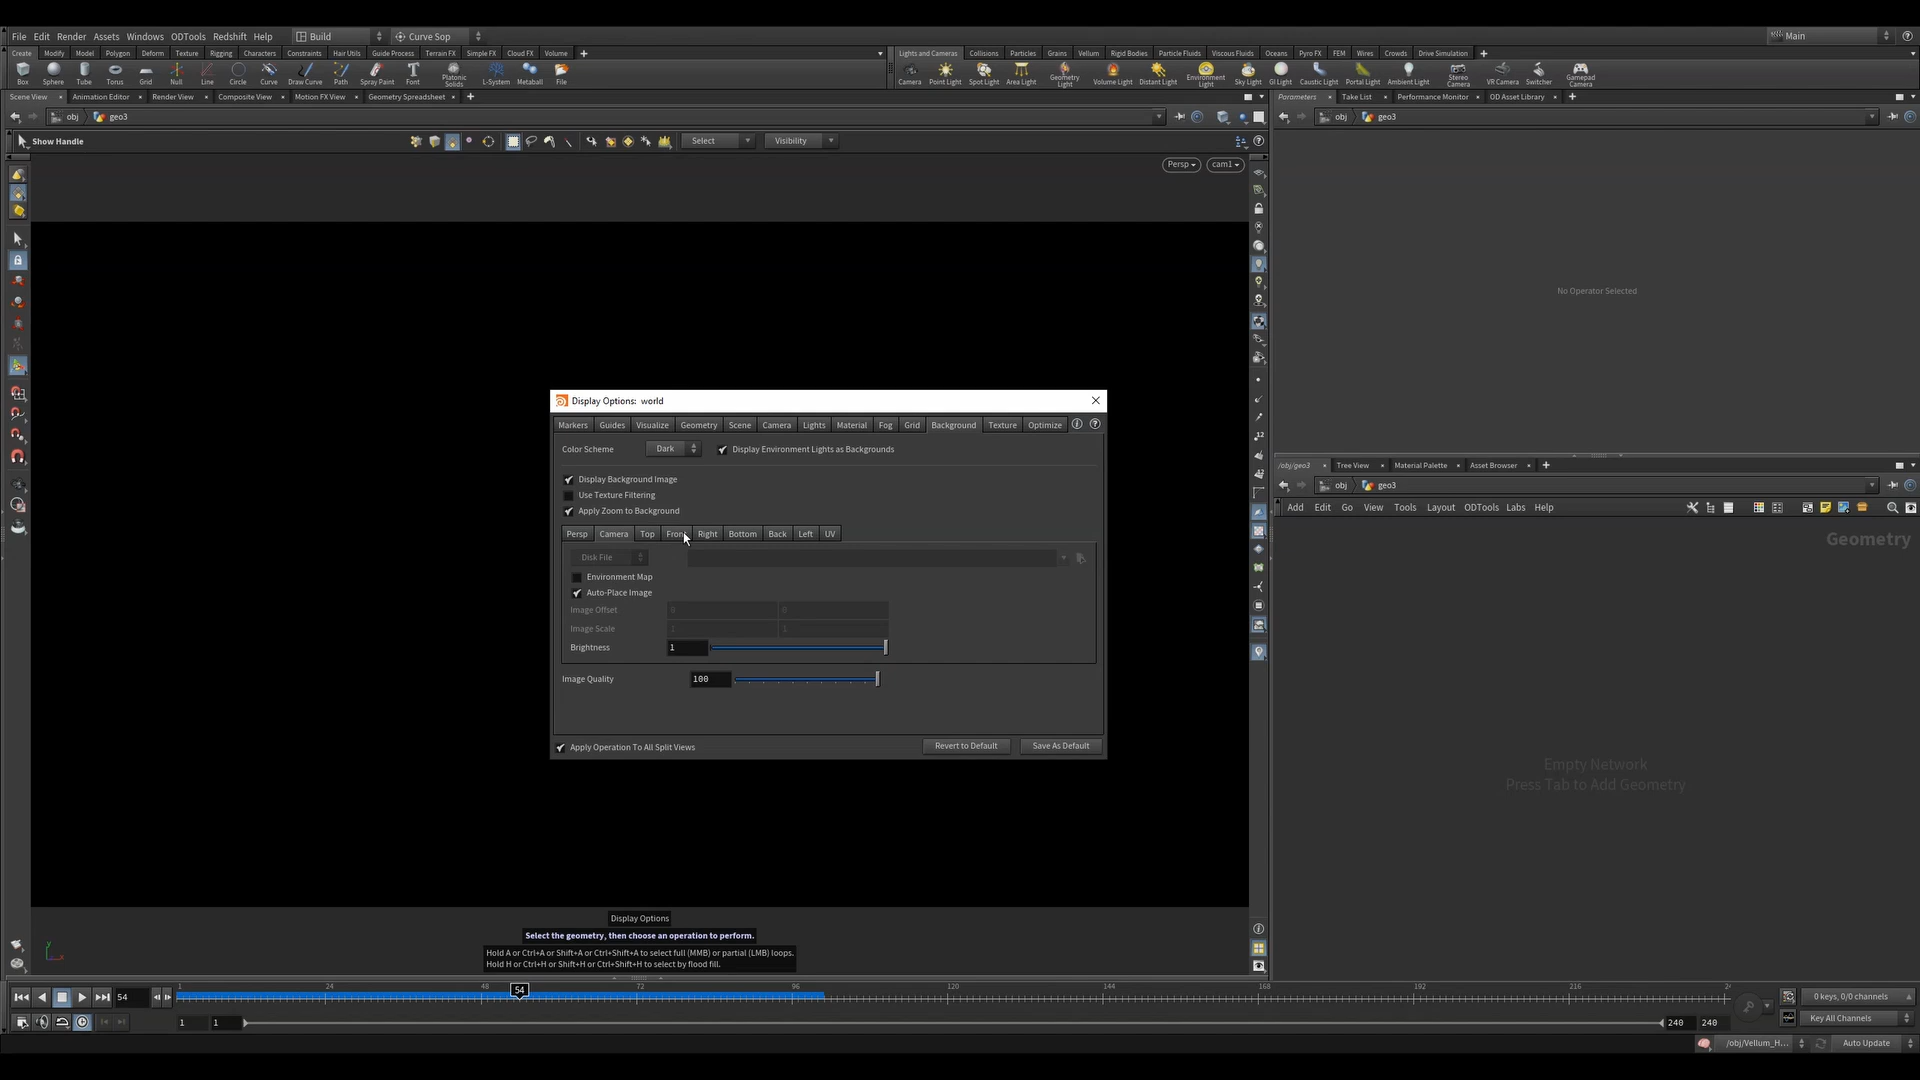 File Edit Render Assets Windows ODTools Redshift Help Build Curve Sop Main
Create Modify Model Polygon Deform Texture Rigging Characters Constraints Hair Utils Guide Process Terrain FX Simple FX Cloud FX Volume
Lights and Cameras Collisions Particles Grains Vellum Rigid Bodies Particle Fluids Viscous Fluids Oceans Pyro FX FEM Wires Crowds Drive Simulation
Box Sphere Tube Torus Grid Null Line Circle Curve Draw Curve Path Spray Paint Font Platonic Solids L-System Metaball File
Camera Point Light Spot Light Area Light Geometry Light Volume Light Distant Light Environment Light Sky Light GI Light Caustic Light Portal Light Ambient Light Stereo Camera VR Camera Switcher Gamepad Camera
Scene View Animation Editor Render View Composite View Motion FX View Geometry Spreadsheet
Parameters Take List Performance Monitor OD Asset Library
obj geo3
obj geo3
Show Handle Select Visibility
Persp cam1
No Operator Selected
Display Options: world
Markers Guides Visualize Geometry Scene Camera Lights Material Fog Grid Background Texture Optimize
Color Scheme Dark Display Environment Lights as Backgrounds
Display Background Image
Use Texture Filtering
Apply Zoom to Background
Persp Camera Top Front Right Bottom Back Left UV
Disk File
Environment Map
Auto-Place Image
Image Offset 0 0
Image Scale 1 1
Brightness 1
Image Quality 100
Apply Operation To All Split Views Revert to Default Save As Default
/obj/geo3 Tree View Material Palette Asset Browser
obj geo3
Add Edit Go View Tools Layout ODTools Labs Help
Geometry
Empty Network
Press Tab to Add Geometry
Display Options
Select the geometry, then choose an operation to perform.
Hold A or Ctrl+A or Shift+A or Ctrl+Shift+A to select full (MMB) or partial (LMB) loops.
Hold H or Ctrl+H or Shift+H or Ctrl+Shift+H to select by flood fill.
y x
54 1 24 48 54 72 96 120 144 168 192 216 0 keys, 0/0 channels
1 1 240 240 Key All Channels
/obj/Vellum_H... Auto Update